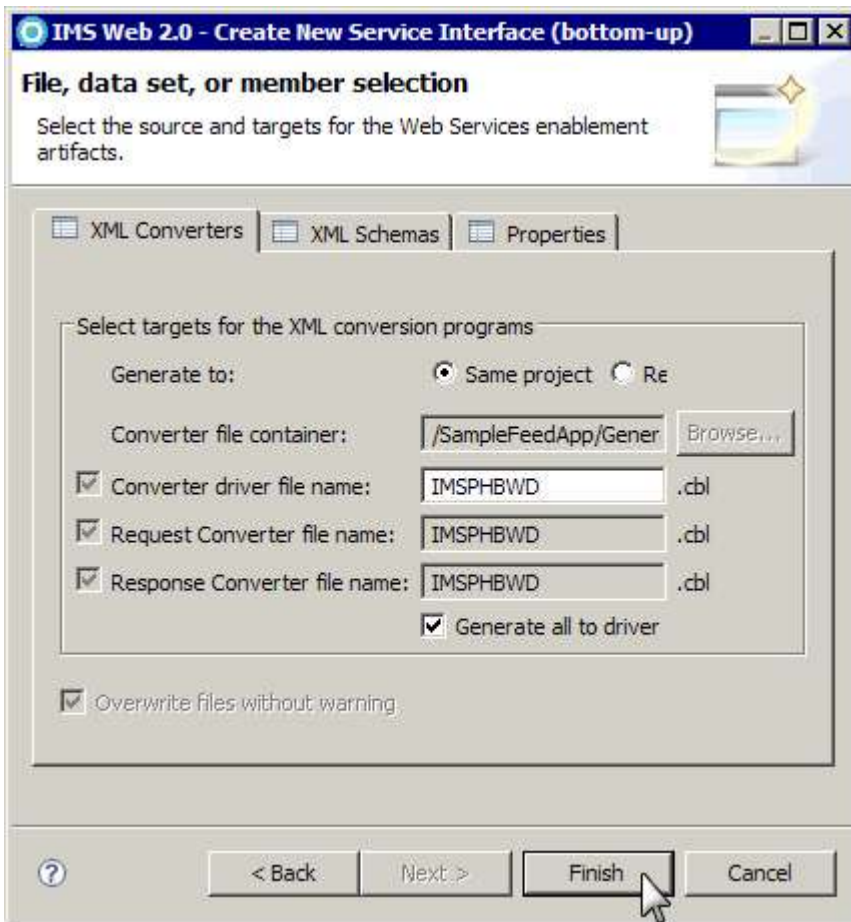 IMS Web 2.0 - Create New Service Interface (bottom-up)
File, data set, or member selection
Select the source and targets for the Web Services enablement
artifacts.
XML Converters XML Schemas Properties
Select targets for the XML conversion programs
Generate to: Same project Re
Converter file container: /SampleFeedApp/Gener Browse...
Converter driver file name: IMSPHBWD .cbl
Request Converter file name: IMSPHBWD .cbl
Response Converter file name: IMSPHBWD .cbl
Generate all to driver
Overwrite files without warning
? < Back Next > Finish Cancel